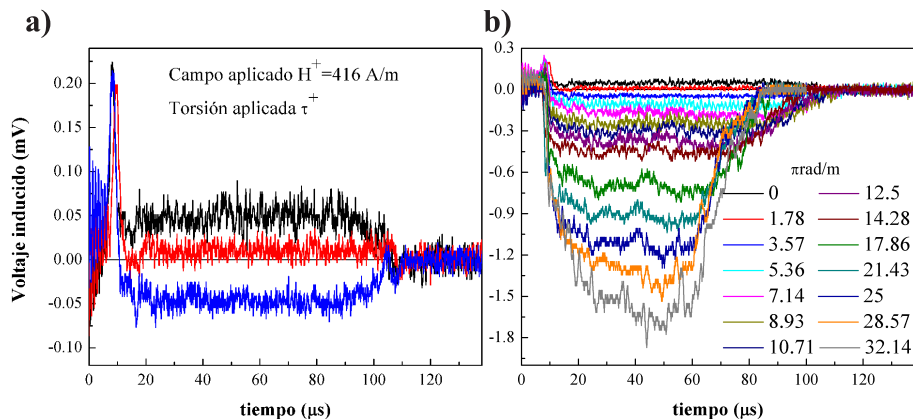 a)
Campo aplicado H+=416 A/m
Torsión aplicada τ+
Voltaje inducido (mV)
0.20
0.15
0.10
0.05
0.00
-0.05
-0.10
0 20 40 60 80 100 120
tiempo (μs)
b)
0.3
0.0
-0.3
-0.6
-0.9
-1.2
-1.5
-1.8
πrad/m
0 12.5
1.78 14.28
3.57 17.86
5.36 21.43
7.14 25
8.93 28.57
10.71 32.14
0 20 40 60 80 100 120
tiempo (μs)